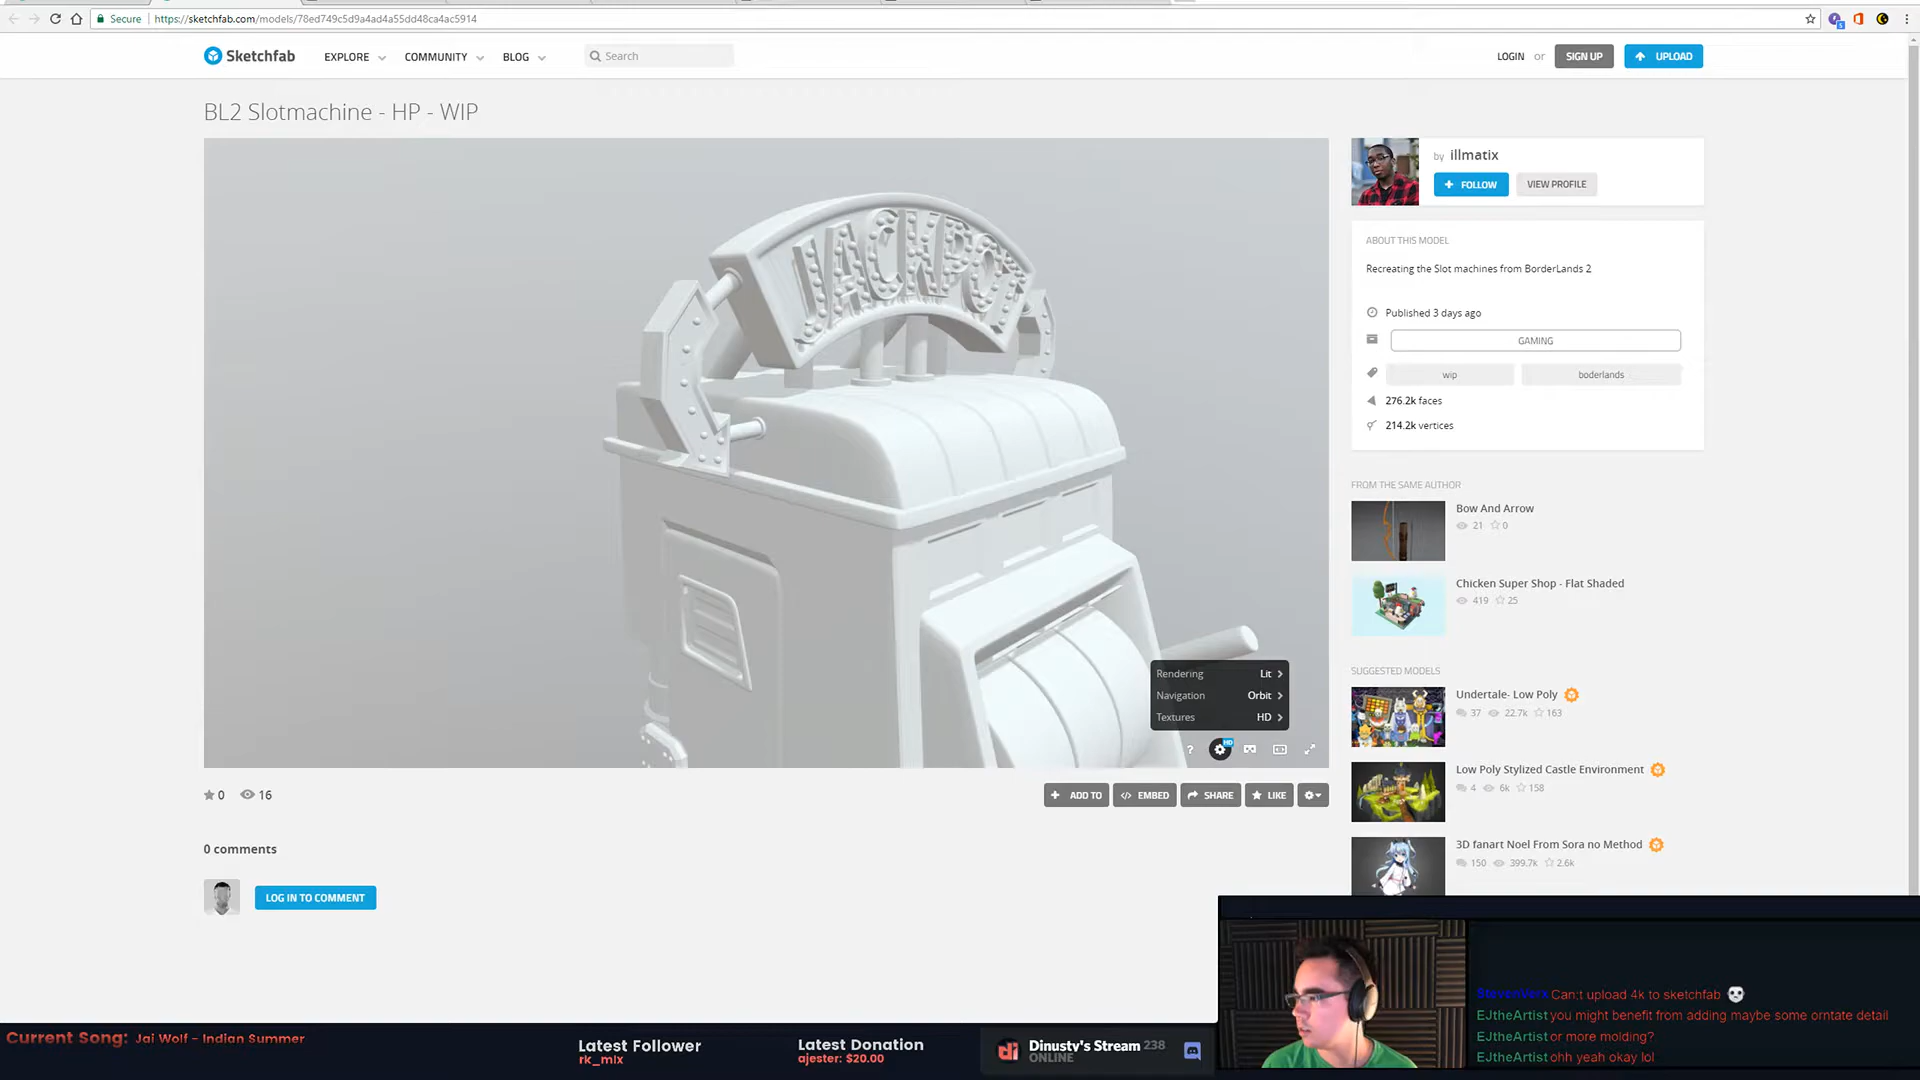 Secure
https://sketchfab.com/models/78ed749c5d9a4ad4a55dd48ca4ac5914
Sketchfab
EXPLORE
COMMUNITY
BLOG
Search
LOGIN or
SIGN UP
UPLOAD
BL2 Slotmachine - HP - WIP
JACKPOT
by illmatix
+ FOLLOW
VIEW PROFILE
ABOUT THIS MODEL
Recreating the Slot machines from BorderLands 2
Published 3 days ago
GAMING
wip
boderlands
276.2k faces
214.2k vertices
FROM THE SAME AUTHOR
Bow And Arrow
21 0
Chicken Super Shop - Flat Shaded
419 25
SUGGESTED MODELS
Undertale- Low Poly
37 22.7k 163
Low Poly Stylized Castle Environment
4 6k 158
3D fanart Noel From Sora no Method
150 399.7k 2.6k
Rendering Lit >
Navigation Orbit >
Textures HD >
? HD
0 16
+ ADD TO
</> EMBED
SHARE
LIKE
0 comments
LOG IN TO COMMENT
StevenVerx Can;t upload 4k to sketchfab
EJtheArtist you might benefit from adding maybe some orntate detail
EJtheArtist or more molding?
EJtheArtist ohh yeah okay lol
Current Song: Jai Wolf - Indian Summer
Latest Follower
rk_mix
Latest Donation
ajester: $20.00
Dinusty's Stream 238
ONLINE